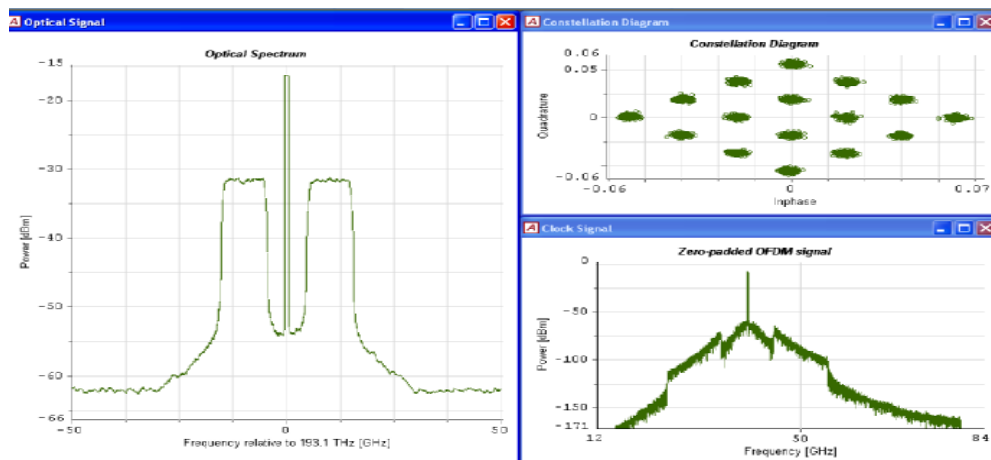 Optical Signal
Optical Spectrum
-15
-20
-30
-40
-50
-60
-66
Power [dBm]
-50
0
50
Frequency relative to 193.1 THz [GHz]
Constellation Diagram
Constellation Diagram
0.06
0.05
0
-0.06
Quadrature
-0.06
0
0.07
Inphase
Clock Signal
Zero-padded OFDM signal
0
-50
-100
-150
-171
Power [dBm]
12
50
84
Frequency [GHz]